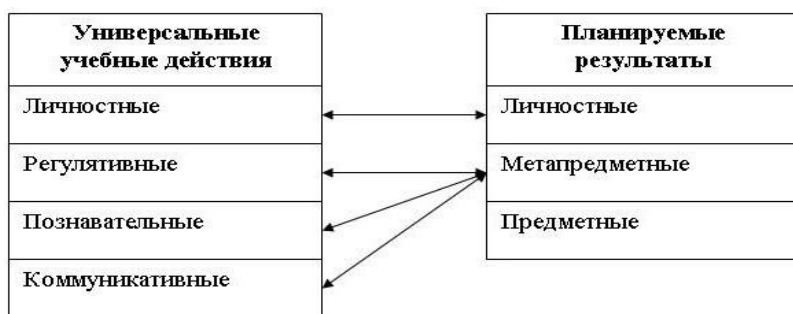 Универсальные
учебные действия
Личностные
Регулятивные
Познавательные
Коммуникативные
Планируемые
результаты
Личностные
Метапредметные
Предметные